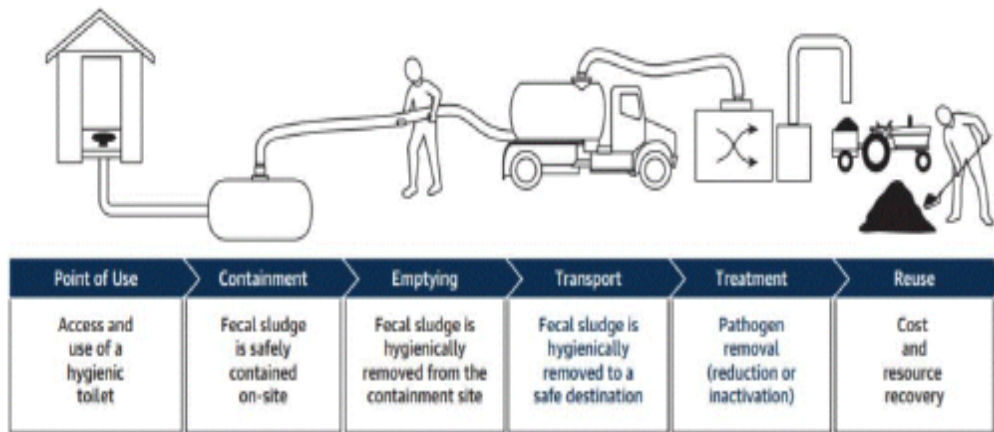 Point of Use
Containment
Emptying
Transport
Treatment
Reuse
Access and
use of a
hygienic
toilet
Fecal sludge
is safely
contained
on-site
Fecal sludge is
hygienically
removed from the
containment site
Fecal sludge is
hygienically
removed to a
safe destination
Pathogen
removal
(reduction or
inactivation)
Cost
and
resource
recovery